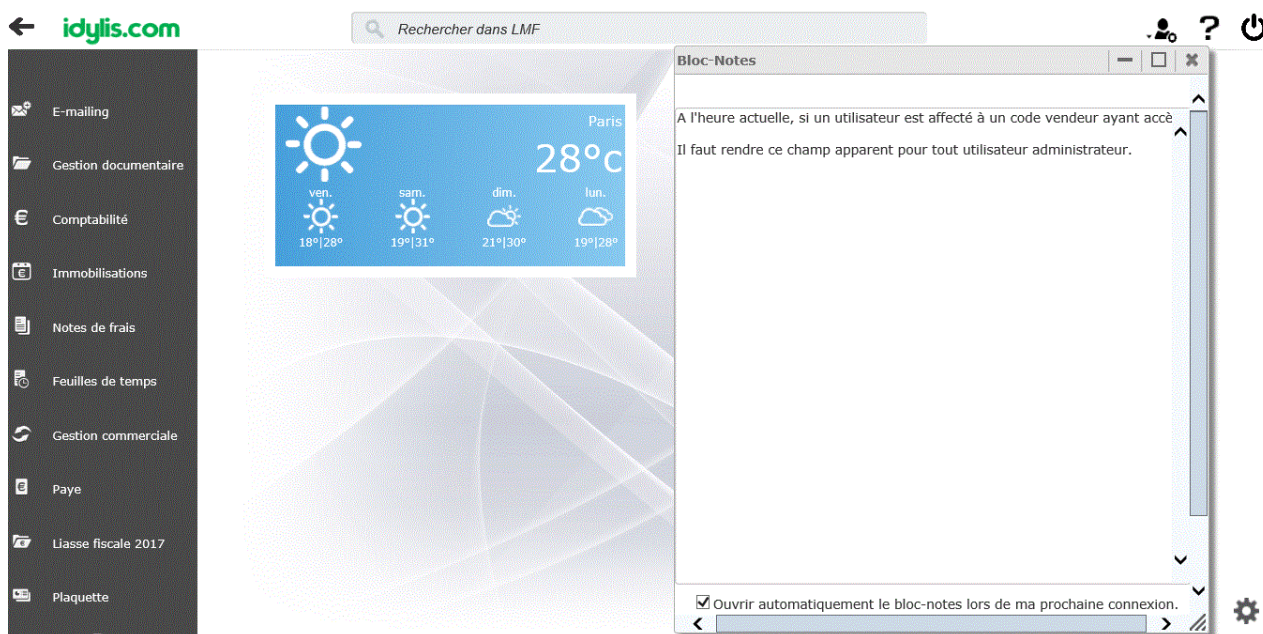 idylis.com
Rechercher dans LMF
?
E-mailing
Gestion documentaire
Comptabilité
Immobilisations
Notes de frais
Feuilles de temps
Gestion commerciale
Paye
Liasse fiscale 2017
Plaquette
Paris
28°c
ven. sam. dim. lun.
18°|28° 19°|31° 21°|30° 19°|28°
Bloc-Notes
A l'heure actuelle, si un utilisateur est affecté à un code vendeur ayant accè
Il faut rendre ce champ apparent pour tout utilisateur administrateur.
Ouvrir automatiquement le bloc-notes lors de ma prochaine connexion.